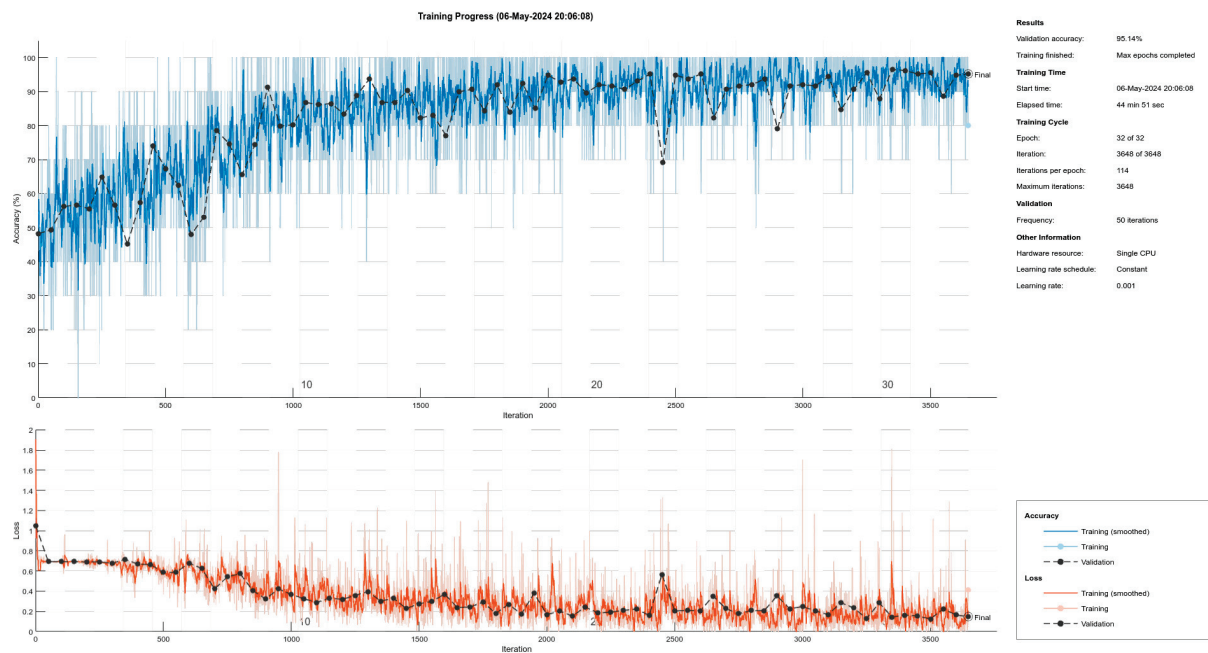 Training Progress (06-May-2024 20:06:08)
Results
Validation accuracy: 95.14%
Training finished: Max epochs completed
Training Time
Start time: 06-May-2024 20:06:08
Elapsed time: 44 min 51 sec
Training Cycle
Epoch: 32 of 32
Iteration: 3648 of 3648
Iterations per epoch: 114
Maximum iterations: 3648
Validation
Frequency: 50 iterations
Other Information
Hardware resource: Single CPU
Learning rate schedule: Constant
Learning rate: 0.001
Accuracy (%)
100
90
80
70
60
50
40
30
20
10
0
Final
10 20 30
0 500 1000 1500 2000 2500 3000 3500
Iteration
Loss
2
1.8
1.6
1.4
1.2
1
0.8
0.6
0.4
0.2
0
Final
0 500 1000 1500 2000 2500 3000 3500
Iteration
Accuracy
Training (smoothed)
Training
Validation
Loss
Training (smoothed)
Training
Validation